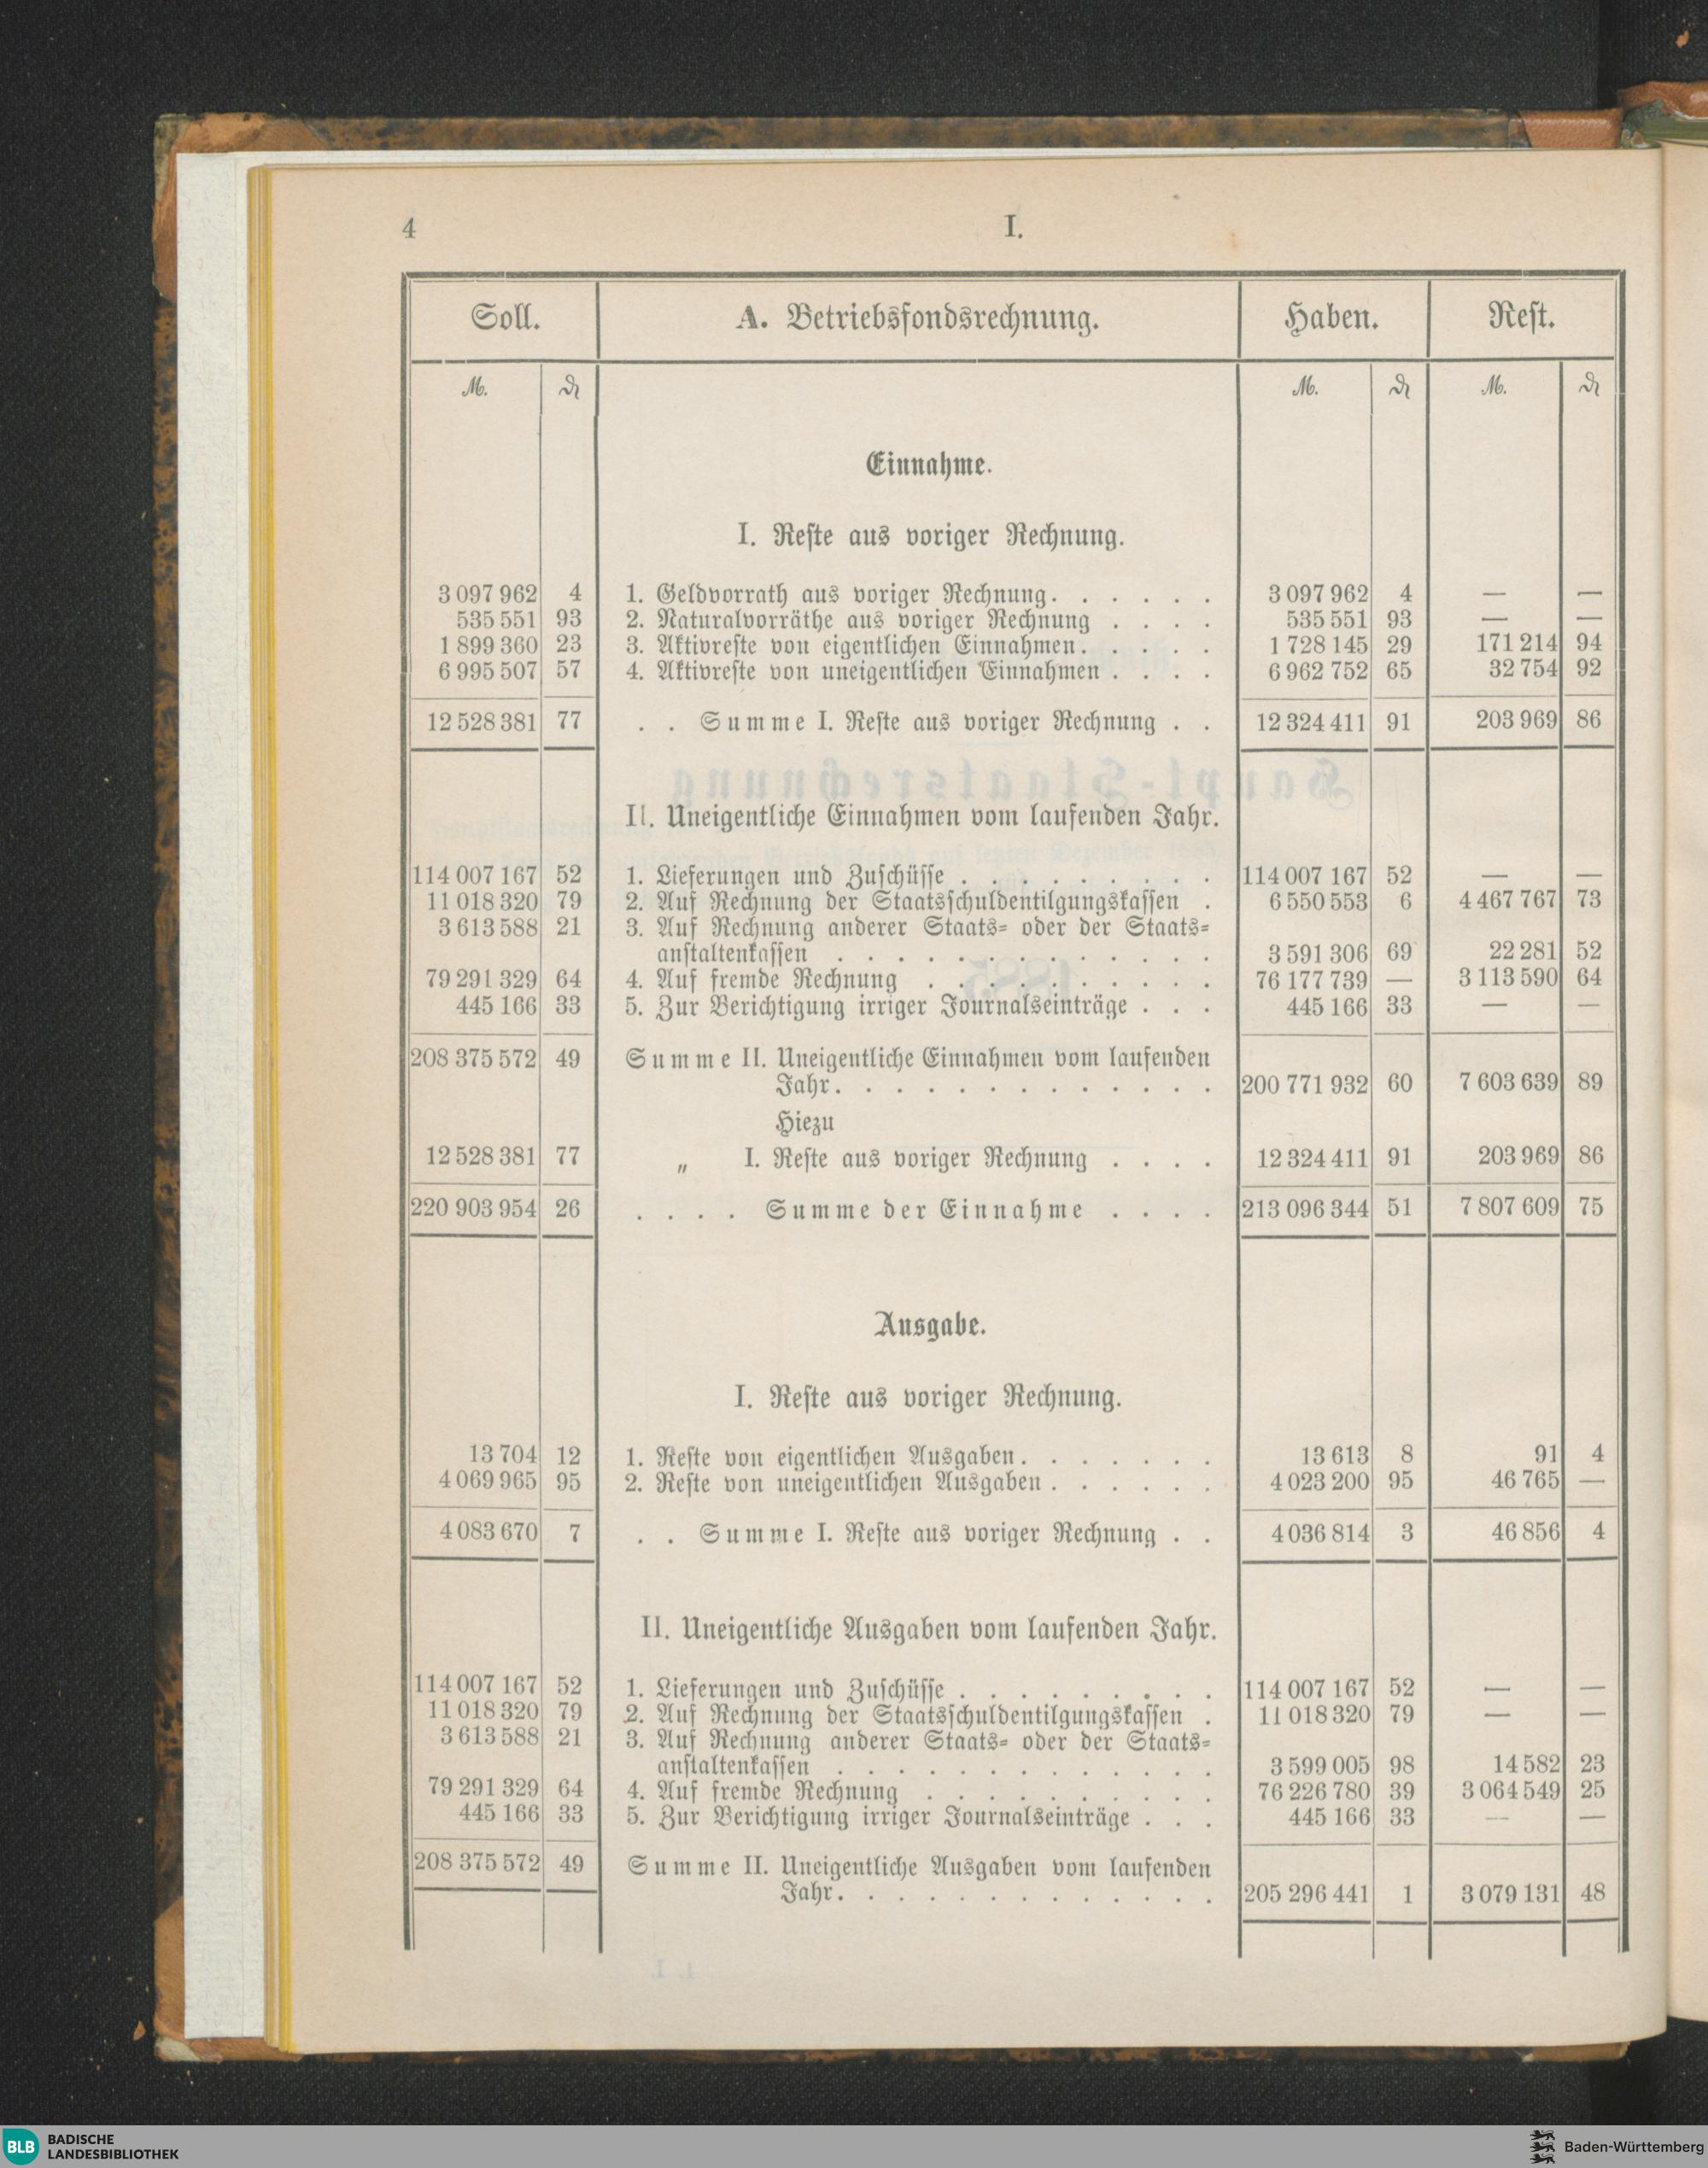 4 I.
Soll. A. Betriebsfondsrechnung. Haben. Rest.
M. ₰ M. ₰ M. ₰
Einnahme.
I. Reste aus voriger Rechnung.
3 097 962 4 1. Geldvorrath aus voriger Rechnung. . . . . . 3 097 962 4 — —
535 551 93 2. Naturalvorräthe aus voriger Rechnung . . . . 535 551 93 — —
1 899 360 23 3. Aktivreste von eigentlichen Einnahmen. . . . . 1 728 145 29 171 214 94
6 995 507 57 4. Aktivreste von uneigentlichen Einnahmen . . . . 6 962 752 65 32 754 92
12 528 381 77 . . Summe I. Reste aus voriger Rechnung . . 12 324 411 91 203 969 86
II. Uneigentliche Einnahmen vom laufenden Jahr.
114 007 167 52 1. Lieferungen und Zuschüsse . . . . . . . . . 114 007 167 52 — —
11 018 320 79 2. Auf Rechnung der Staatsschuldentilgungskassen . 6 550 553 6 4 467 767 73
3 613 588 21 3. Auf Rechnung anderer Staats- oder der Staats-
anstaltenkassen . . . . . . . . . . . . . 3 591 306 69 22 281 52
79 291 329 64 4. Auf fremde Rechnung . . . . . . . . . . 76 177 739 — 3 113 590 64
445 166 33 5. Zur Berichtigung irriger Journalseinträge . . . 445 166 33 — —
208 375 572 49 Summe II. Uneigentliche Einnahmen vom laufenden
Jahr. . . . . . . . . . . . . 200 771 932 60 7 603 639 89
Hiezu
12 528 381 77 „ I. Reste aus voriger Rechnung . . . . 12 324 411 91 203 969 86
220 903 954 26 . . . . Summe der Einnahme . . . . 213 096 344 51 7 807 609 75
Ausgabe.
I. Reste aus voriger Rechnung.
13 704 12 1. Reste von eigentlichen Ausgaben. . . . . . . 13 613 8 91 4
4 069 965 95 2. Reste von uneigentlichen Ausgaben . . . . . . 4 023 200 95 46 765 —
4 083 670 7 . . Summe I. Reste aus voriger Rechnung . . 4 036 814 3 46 856 4
II. Uneigentliche Ausgaben vom laufenden Jahr.
114 007 167 52 1. Lieferungen und Zuschüsse . . . . . . . . . 114 007 167 52 — —
11 018 320 79 2. Auf Rechnung der Staatsschuldentilgungskassen . 11 018 320 79 — —
3 613 588 21 3. Auf Rechnung anderer Staats- oder der Staats-
anstaltenkassen . . . . . . . . . . . . . 3 599 005 98 14 582 23
79 291 329 64 4. Auf fremde Rechnung . . . . . . . . . . 76 226 780 39 3 064 549 25
445 166 33 5. Zur Berichtigung irriger Journalseinträge . . . 445 166 33 — —
208 375 572 49 Summe II. Uneigentliche Ausgaben vom laufenden
Jahr. . . . . . . . . . . . . 205 296 441 1 3 079 131 48
BLB BADISCHE
LANDESBIBLIOTHEK
Baden-Württemberg